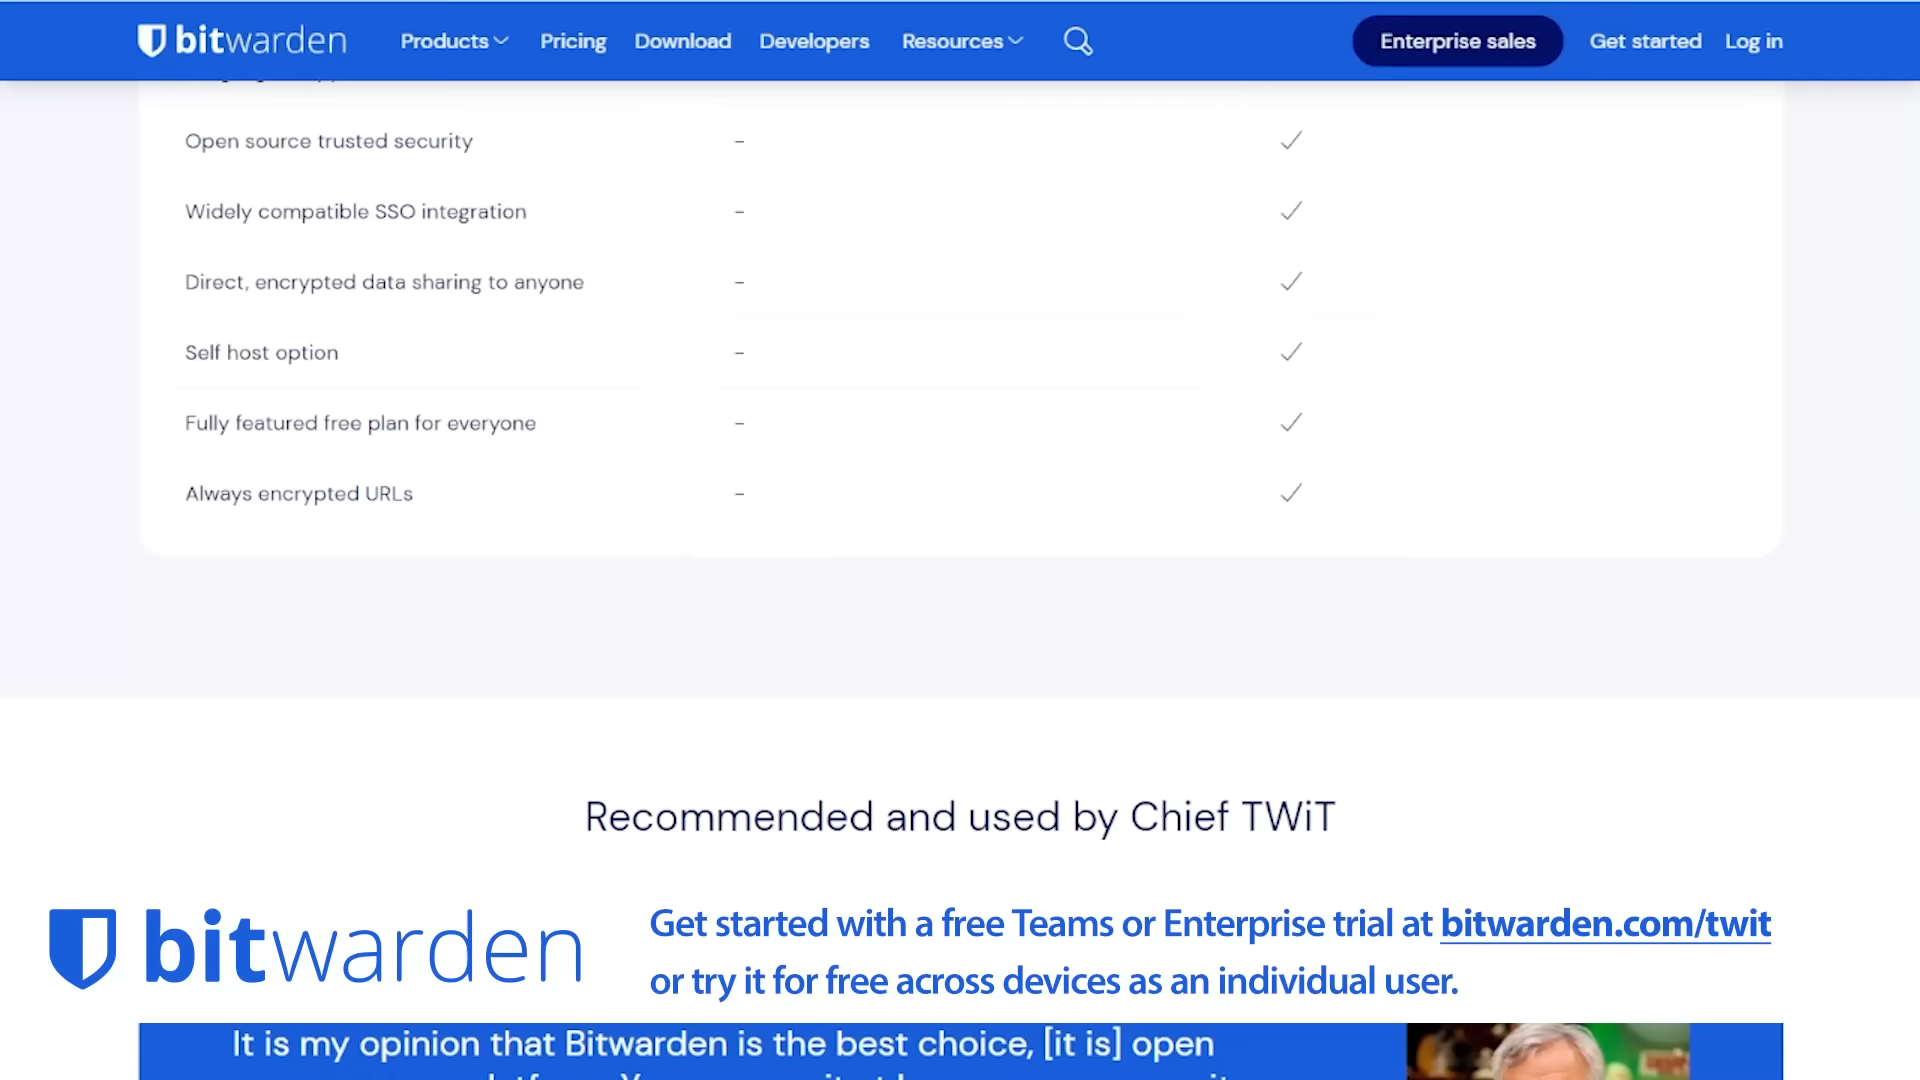 bitwarden
Products
Pricing
Download
Developers
Resources
Enterprise sales
Get started
Log in
Open source trusted security
-
Widely compatible SSO integration
-
Direct, encrypted data sharing to anyone
-
Self host option
-
Fully featured free plan for everyone
-
Always encrypted URLs
-
Recommended and used by Chief TWiT
bitwarden
Get started with a free Teams or Enterprise trial at bitwarden.com/twit
or try it for free across devices as an individual user.
It is my opinion that Bitwarden is the best choice, [it is] open